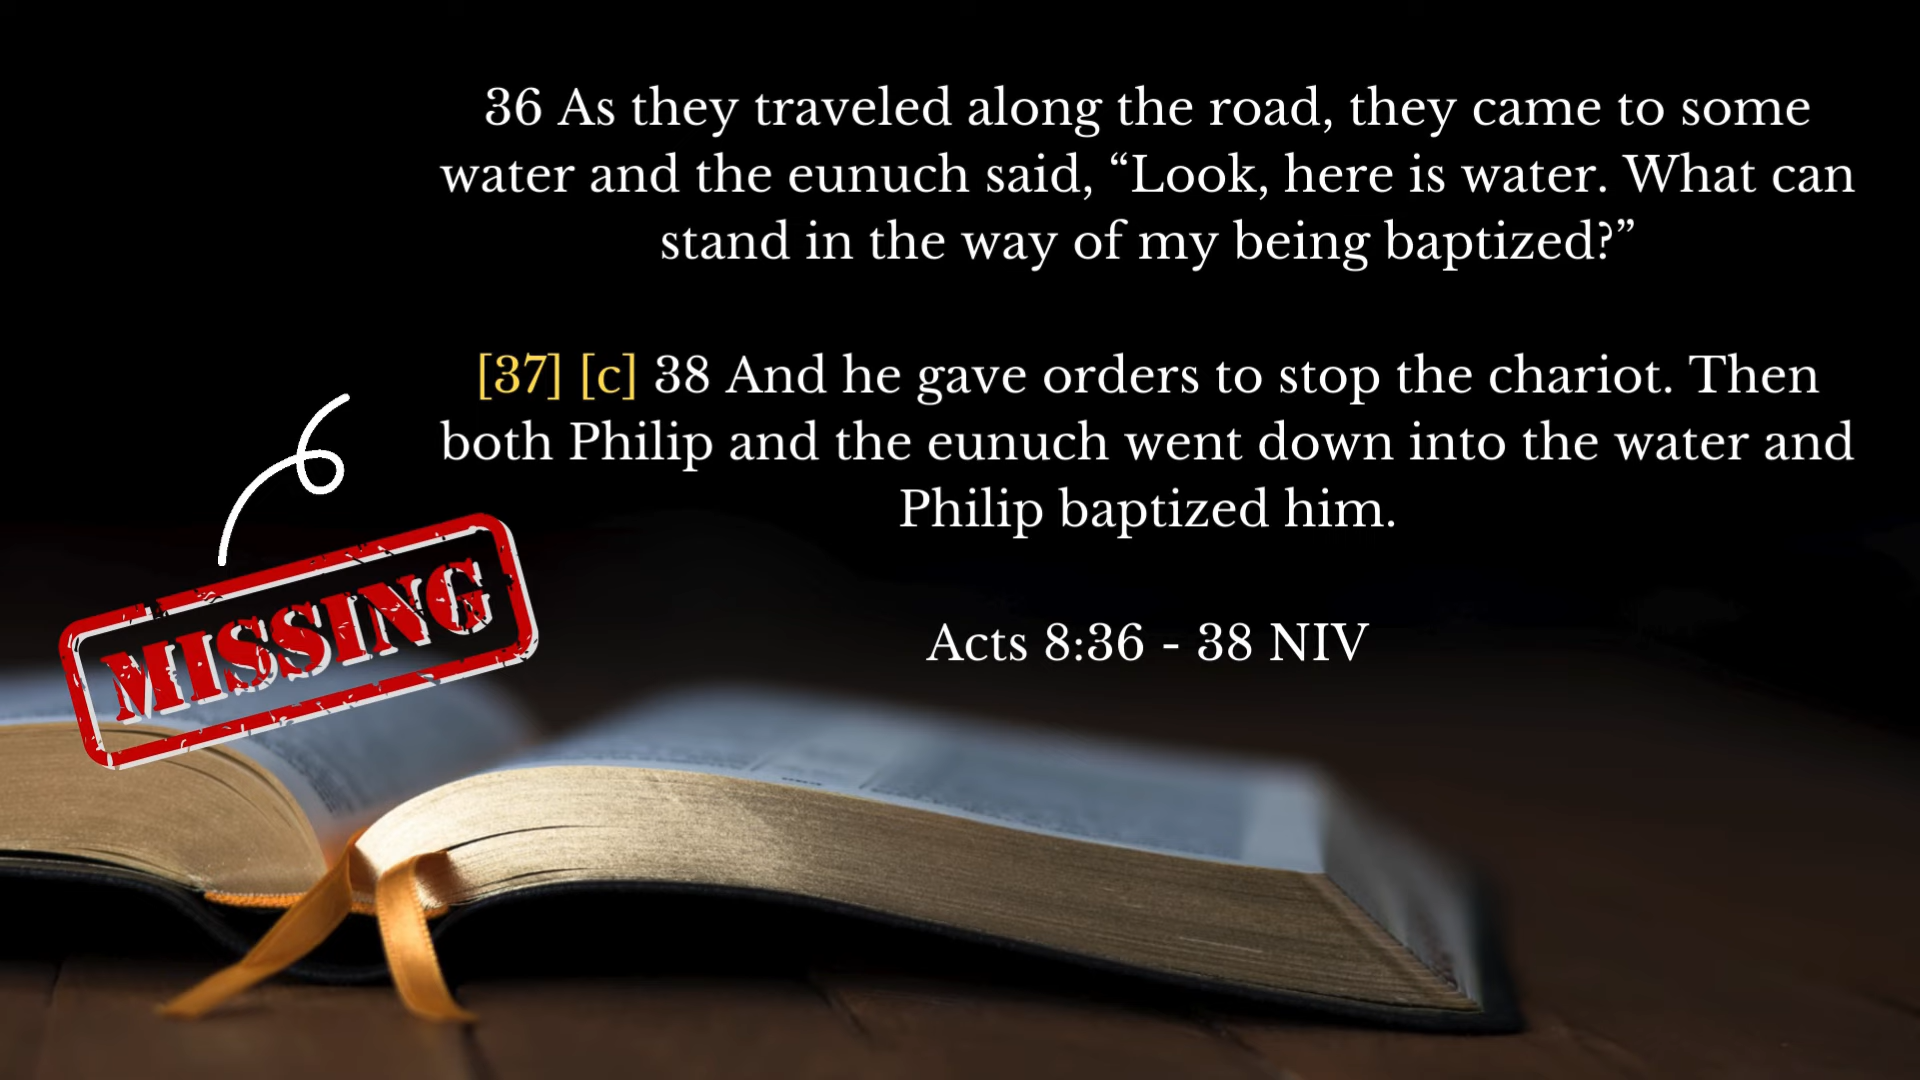 36 As they traveled along the road, they came to some
water and the eunuch said, “Look, here is water. What can
stand in the way of my being baptized?”
[37] [c] 38 And he gave orders to stop the chariot. Then
both Philip and the eunuch went down into the water and
Philip baptized him.
MISSING
Acts 8:36 - 38 NIV